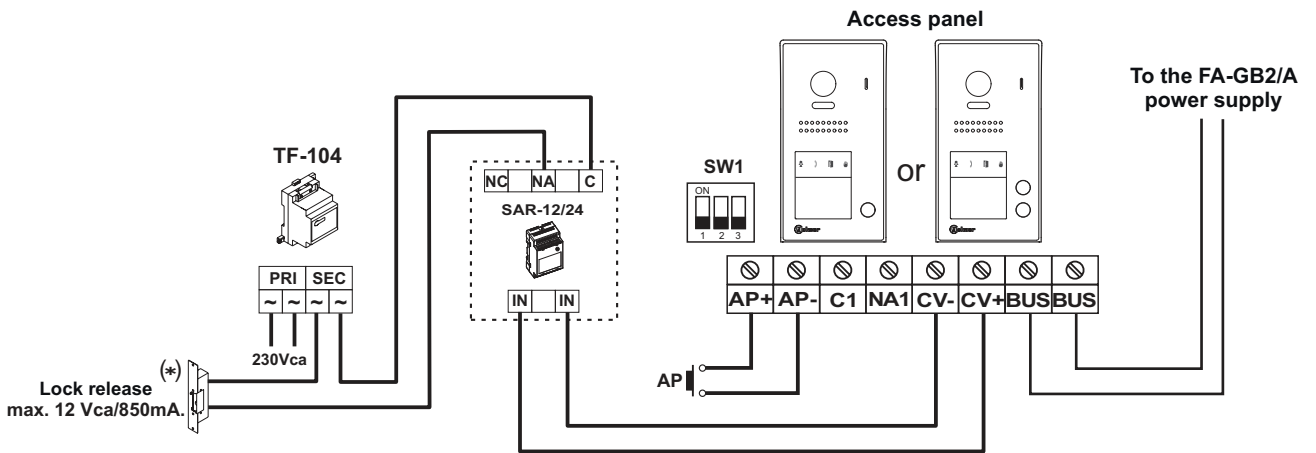 Access panel
To the FA-GB2/A
power supply
TF-104
NC NA C
SAR-12/24
SW1
ON
1 2 3
or
PRI SEC
~ ~ ~ ~
IN IN
AP+ AP- C1 NA1 CV- CV+ BUS BUS
230Vca
(*)
Lock release
max. 12 Vca/850mA.
AP